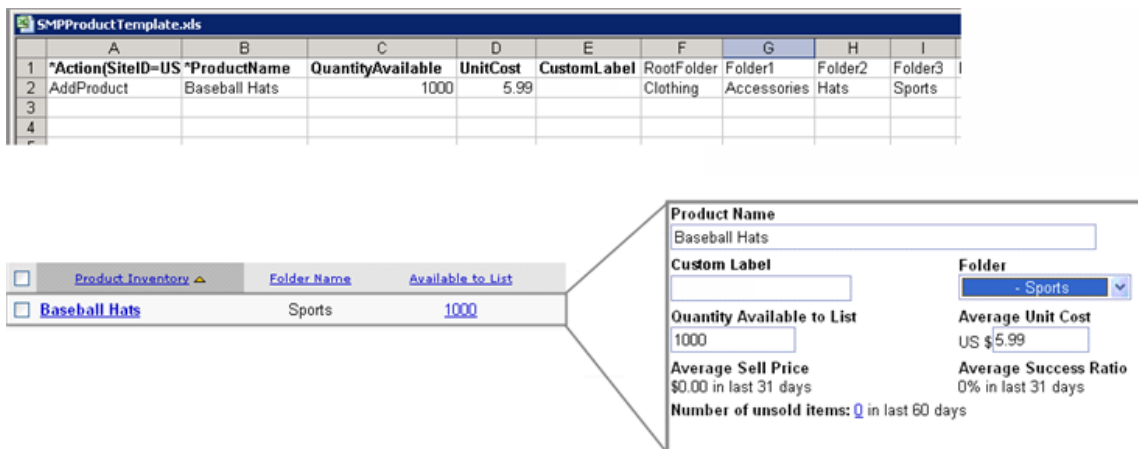 SMPProductTemplate.xls
A B C D E F G H I
1 *Action(SiteID=US *ProductName QuantityAvailable UnitCost CustomLabel RootFolder Folder1 Folder2 Folder3
2 AddProduct Baseball Hats 1000 5.99 Clothing Accessories Hats Sports
3
4
Product Inventory Folder Name Available to List
Baseball Hats Sports 1000
Product Name
Baseball Hats
Custom Label Folder
- Sports
Quantity Available to List Average Unit Cost
1000 US $ 5.99
Average Sell Price Average Success Ratio
$0.00 in last 31 days 0% in last 31 days
Number of unsold items: 0 in last 60 days